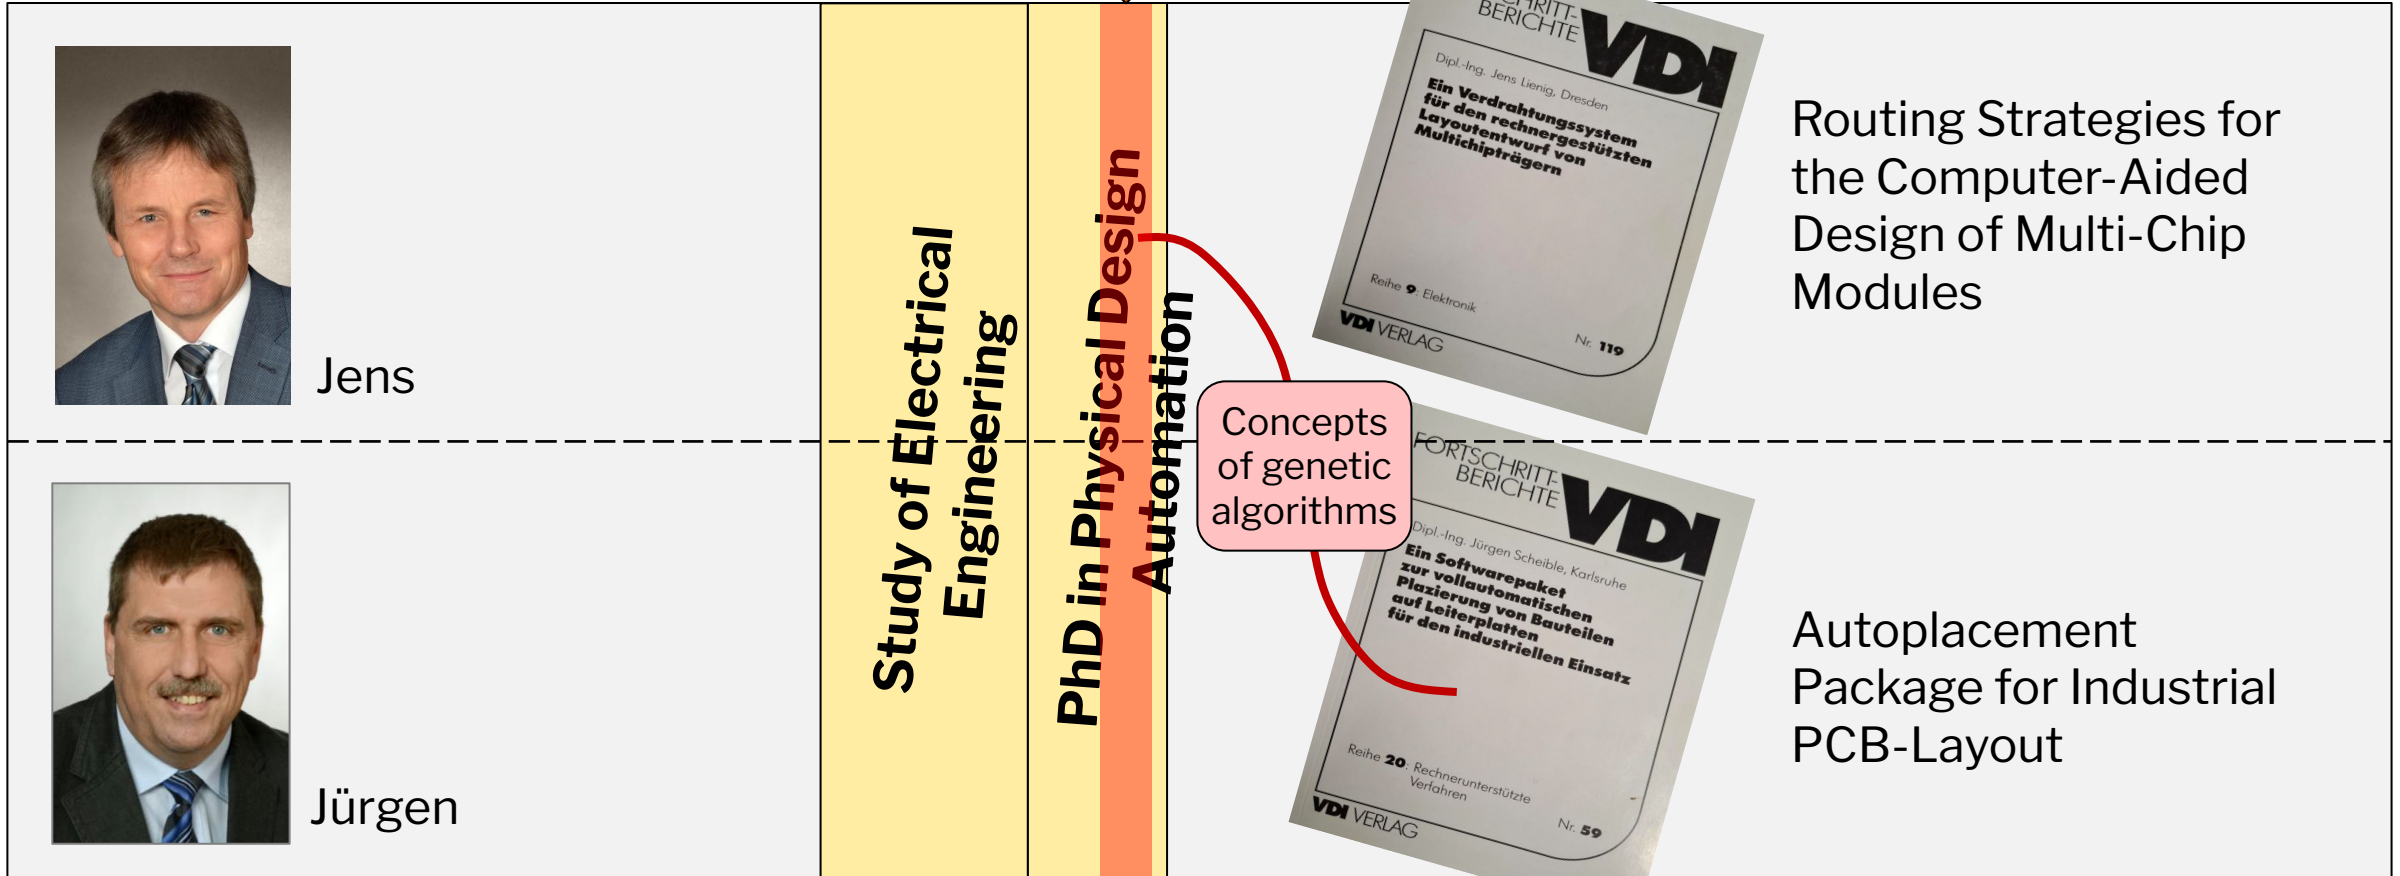 Jens
Jürgen
Study of Electrical
Engineering
PhD in Physical Design
Automation
Concepts
of genetic
algorithms
BERICHTE
VDI
Dipl.-Ing. Jens Lienig, Dresden
Ein Verdrahtungssystem
für den rechnergestützten
Layoutentwurf von
Multichipträgern
Reihe 9: Elektronik
Nr. 119
VDI VERLAG
Routing Strategies for
the Computer-Aided
Design of Multi-Chip
Modules
FORTSCHRITT-
BERICHTE
VDI
Dipl.-Ing. Jürgen Scheible, Karlsruhe
Ein Softwarepaket
zur vollautomatischen
Plazierung von Bauteilen
auf Leiterplatten
für den industriellen Einsatz
Reihe 20: Rechnerunterstützte
Verfahren
Nr. 59
VDI VERLAG
Autoplacement
Package for Industrial
PCB-Layout